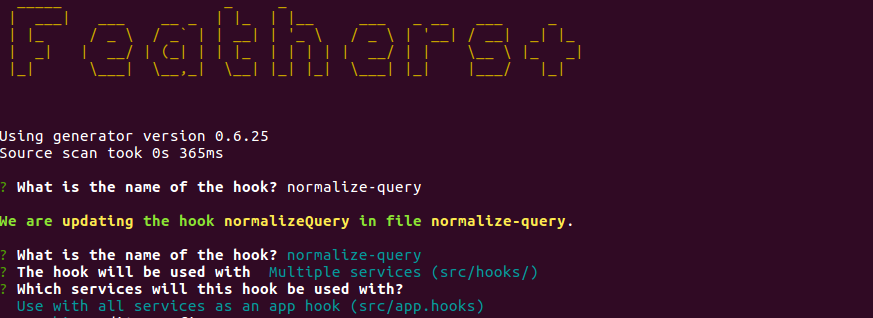 Feathers+
Using generator version 0.6.25
Source scan took 0s 365ms
? What is the name of the hook? normalize-query
We are updating the hook normalizeQuery in file normalize-query.
? What is the name of the hook? normalize-query
? The hook will be used with  Multiple services (src/hooks/)
? Which services will this hook be used with?
Use with all services as an app hook (src/app.hooks)